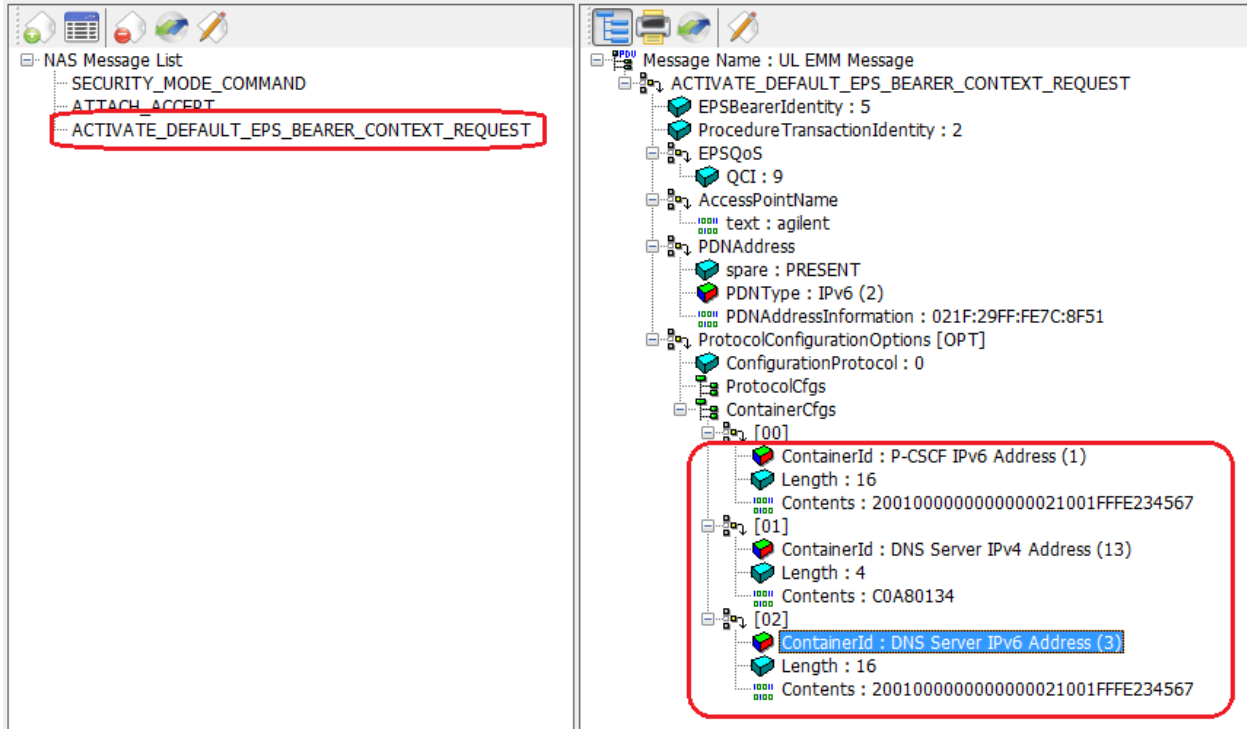 NAS Message List
SECURITY_MODE_COMMAND
ATTACH_ACCEPT
ACTIVATE_DEFAULT_EPS_BEARER_CONTEXT_REQUEST
Message Name : UL EMM Message
ACTIVATE_DEFAULT_EPS_BEARER_CONTEXT_REQUEST
EPSBearerIdentity : 5
ProcedureTransactionIdentity : 2
EPSQoS
QCI : 9
AccessPointName
text : agilent
PDNAddress
spare : PRESENT
PDNType : IPv6 (2)
PDNAddressInformation : 021F:29FF:FE7C:8F51
ProtocolConfigurationOptions [OPT]
ConfigurationProtocol : 0
ProtocolCfgs
ContainerCfgs
[00]
ContainerId : P-CSCF IPv6 Address (1)
Length : 16
Contents : 20010000000000000021001FFFE234567
[01]
ContainerId : DNS Server IPv4 Address (13)
Length : 4
Contents : C0A80134
[02]
ContainerId : DNS Server IPv6 Address (3)
Length : 16
Contents : 20010000000000000021001FFFE234567